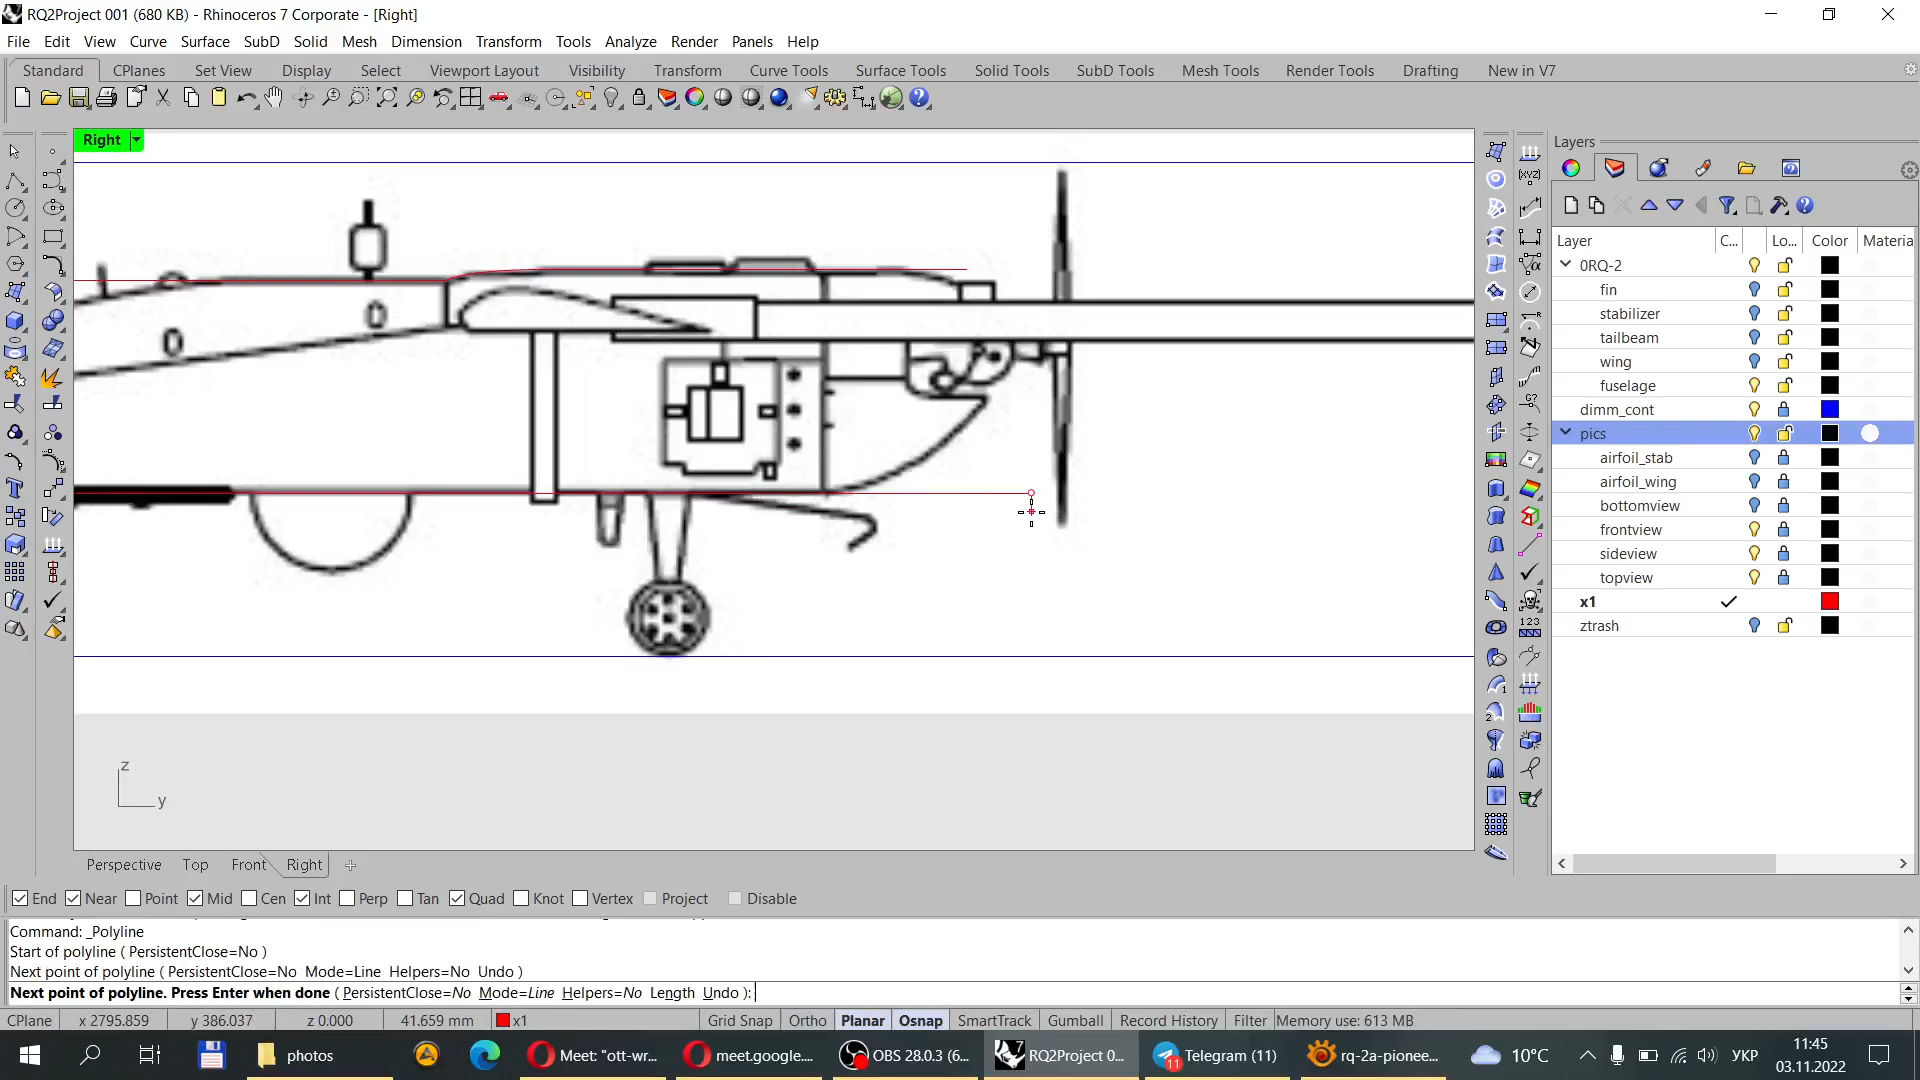 RQ2Project 001 (680 KB) - Rhinoceros 7 Corporate - [Right]
File Edit View Curve Surface SubD Solid Mesh Dimension Transform Tools Analyze Render Panels Help
Standard CPlanes Set View Display Select Viewport Layout Visibility Transform Curve Tools Surface Tools Solid Tools SubD Tools Mesh Tools Render Tools Drafting New in V7
Right
Layers
Layer C... Lo... Color Materia
0RQ-2
fin
stabilizer
tailbeam
wing
fuselage
dimm_cont
pics
airfoil_stab
airfoil_wing
bottomview
frontview
sideview
topview
x1
ztrash
z
y
Perspective Top Front Right
End Near Point Mid Cen Int Perp Tan Quad Knot Vertex Project Disable
Command: _Polyline
Start of polyline ( PersistentClose=No )
Next point of polyline ( PersistentClose=No Mode=Line Helpers=No Undo )
Next point of polyline. Press Enter when done ( PersistentClose=No Mode=Line Helpers=No Length Undo ):
CPlane x 2795.859 y 386.037 z 0.000 41.659 mm x1 Grid Snap Ortho Planar Osnap SmartTrack Gumball Record History Filter Memory use: 613 MB
photos Meet: "ott-wr... meet.google.... OBS 28.0.3 (6... RQ2Project 0... Telegram (11) rq-2a-pionee... 10°C УКР 11:45
03.11.2022